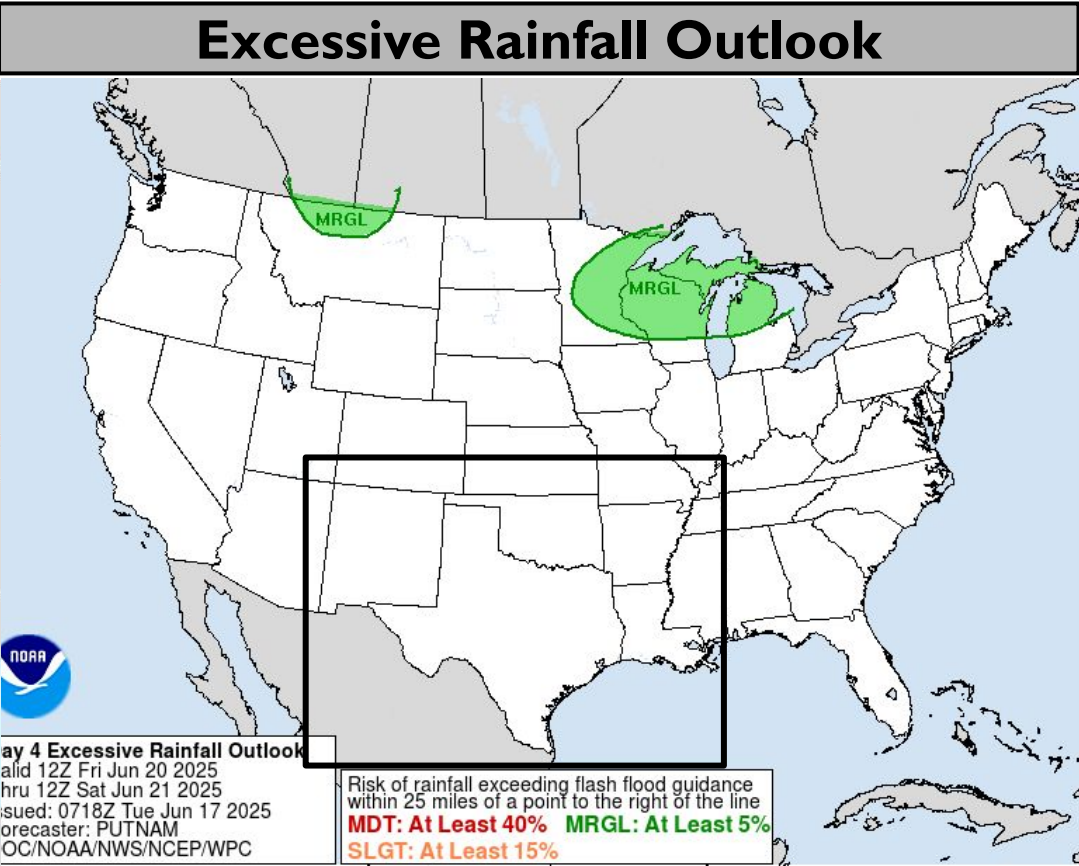 Excessive Rainfall Outlook
MRGL
MRGL
NOAA
ay 4 Excessive Rainfall Outlook
alid 12Z Fri Jun 20 2025
hru 12Z Sat Jun 21 2025
ssued: 0718Z Tue Jun 17 2025
orecaster: PUTNAM
OC/NOAA/NWS/NCEP/WPC
Risk of rainfall exceeding flash flood guidance
within 25 miles of a point to the right of the line
MDT: At Least 40% MRGL: At Least 5%
SLGT: At Least 15%